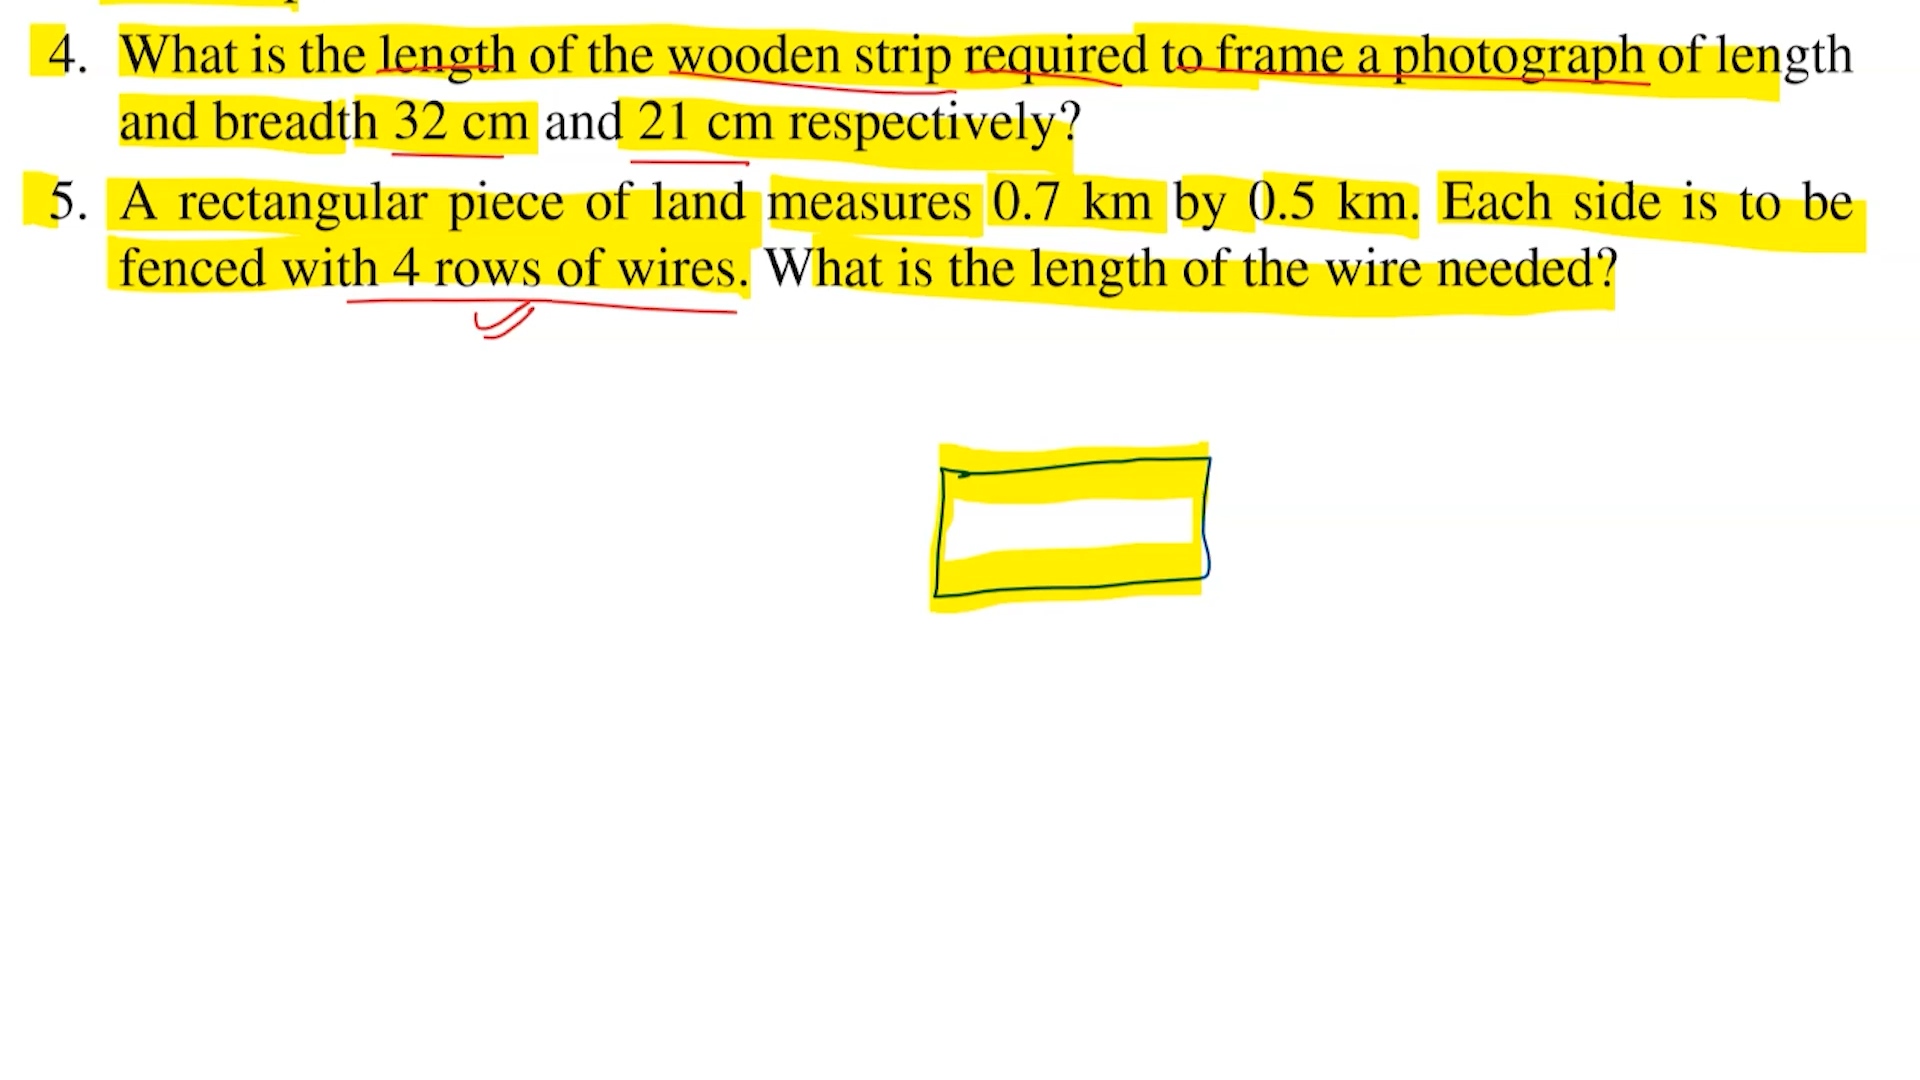 4. What is the length of the wooden strip required to frame a photograph of length
and breadth 32 cm and 21 cm respectively?
5. A rectangular piece of land measures 0.7 km by 0.5 km. Each side is to be
fenced with 4 rows of wires. What is the length of the wire needed?